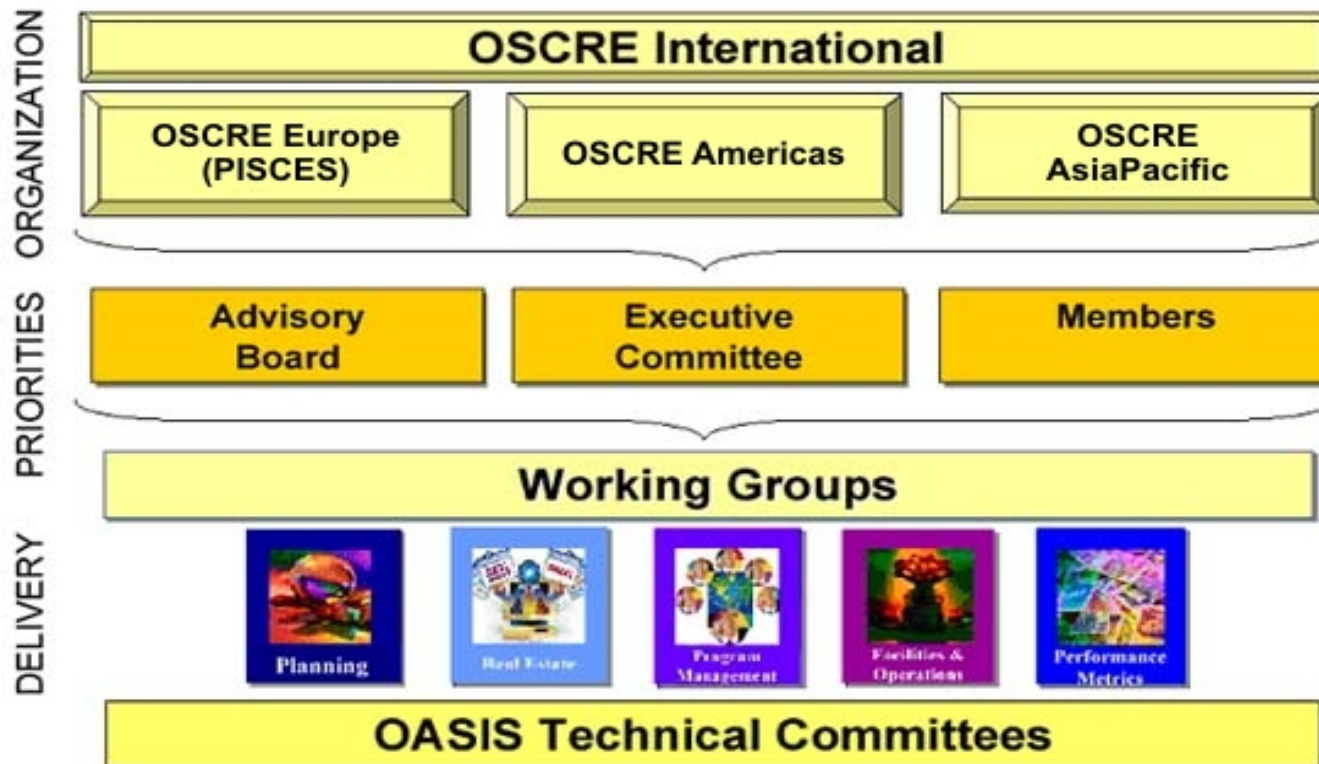 ORGANIZATION
OSCRE International
OSCRE Europe
(PISCES)
OSCRE Americas
OSCRE
AsiaPacific
PRIORITIES
Advisory
Board
Executive
Committee
Members
DELIVERY
Working Groups
Planning
Real Estate
Program
Management
Facilities &
Operations
Performance
Metrics
OASIS Technical Committees